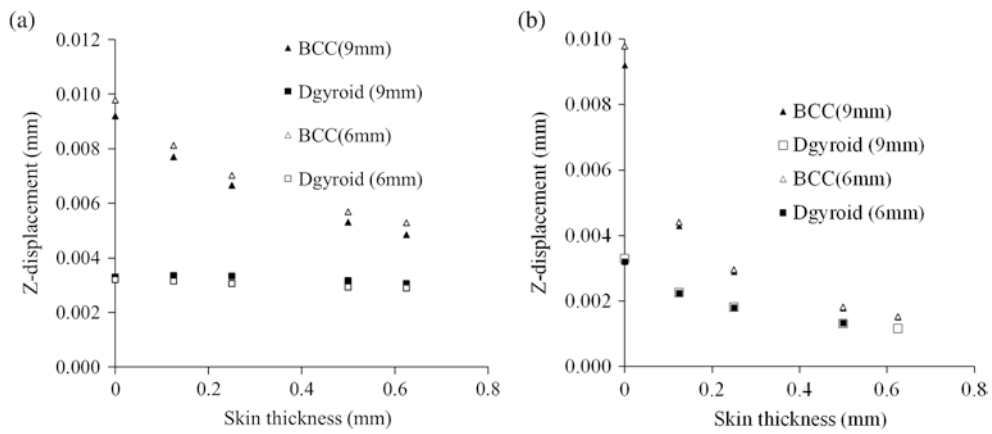 (a)
0.012
0.010
0.008
0.006
0.004
0.002
0.000
Z-displacement (mm)
BCC(9mm)
Dgyroid (9mm)
BCC(6mm)
Dgyroid (6mm)
0
0.2
0.4
0.6
0.8
Skin thickness (mm)
(b)
0.010
0.008
0.006
0.004
0.002
0.000
Z-displacement (mm)
BCC(9mm)
Dgyroid (9mm)
BCC(6mm)
Dgyroid (6mm)
0
0.2
0.4
0.6
0.8
Skin thickness (mm)